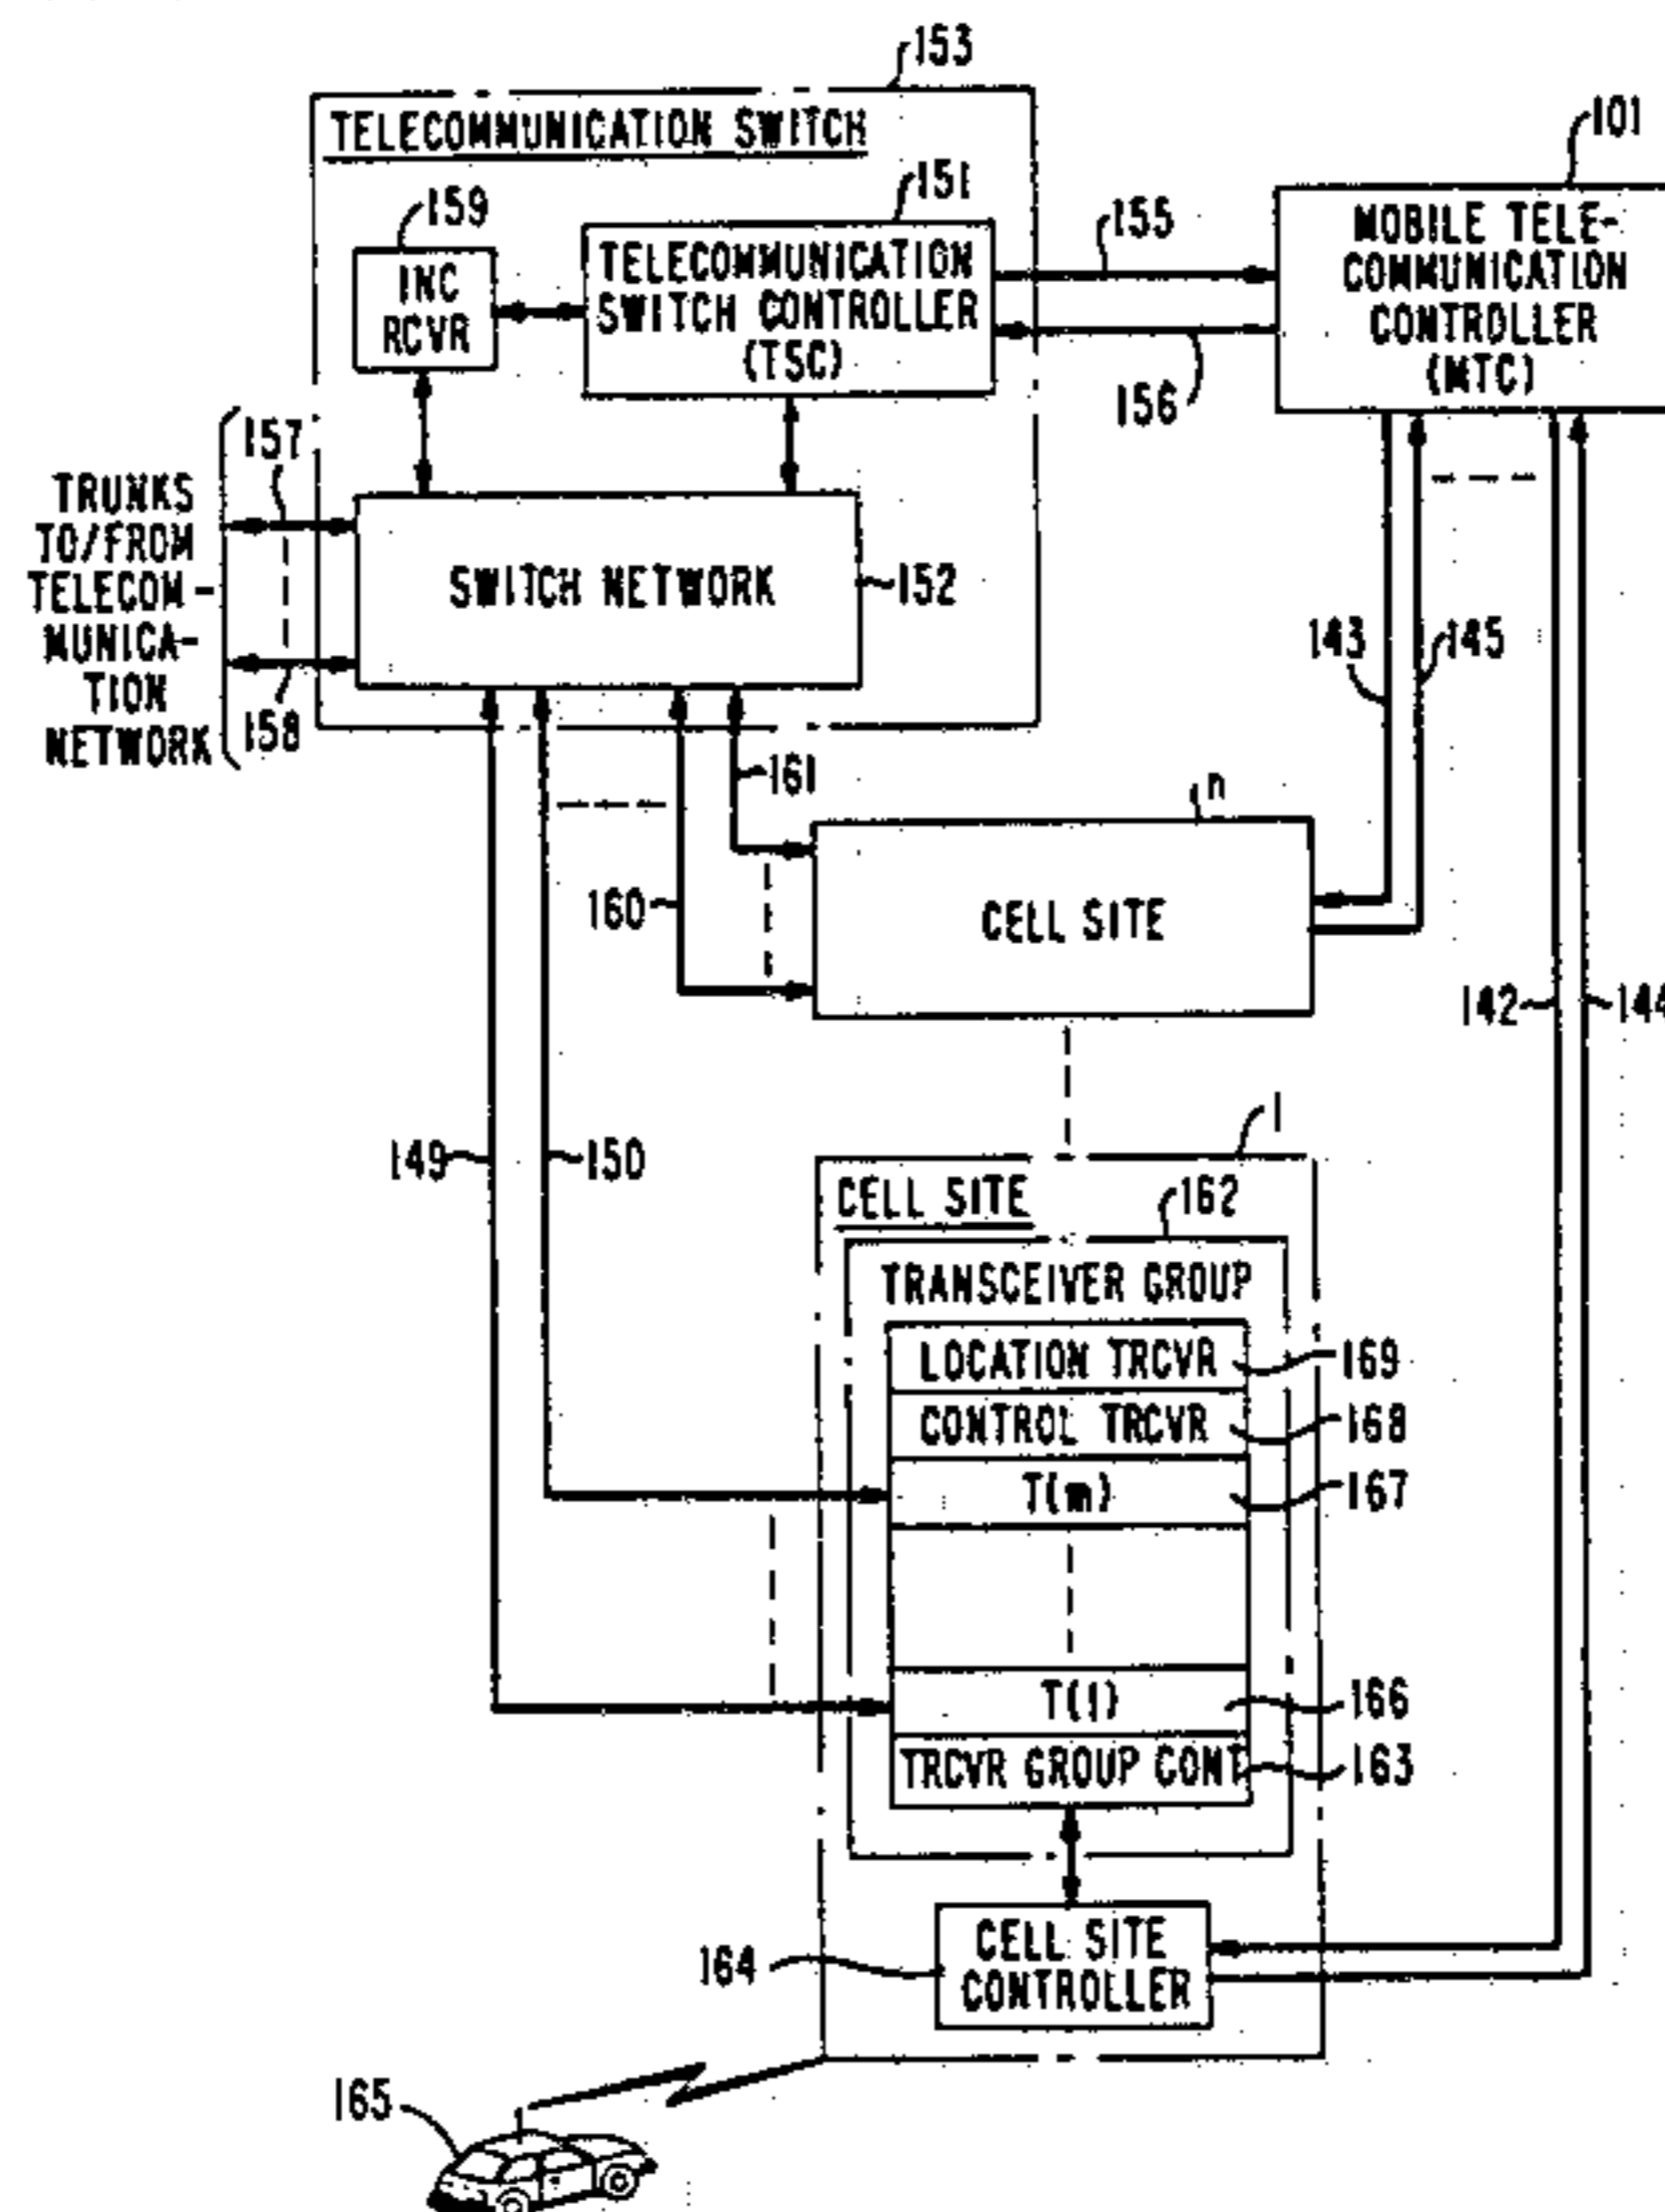 153
TELECOMMUNICATION SWITCH
101
151
159
155
MOBILE TELE-
COMMUNICATION
CONTROLLER
(MTC)
INC
RCVR
TELECOMMUNICATION
SWITCH CONTROLLER
(TSC)
156
157
TRUNKS
TO/FROM
TELECOM-
MUNICA-
TION
NETWORK
158
SWITCH NETWORK
152
143
145
161
n
160
CELL SITE
142
144
149
150
1
CELL SITE
162
TRANSCEIVER GROUP
LOCATION TRCVR
169
CONTROL TRCVR
168
T(m)
167
T(1)
166
TRCVR GROUP CONT
163
164
CELL SITE
CONTROLLER
165